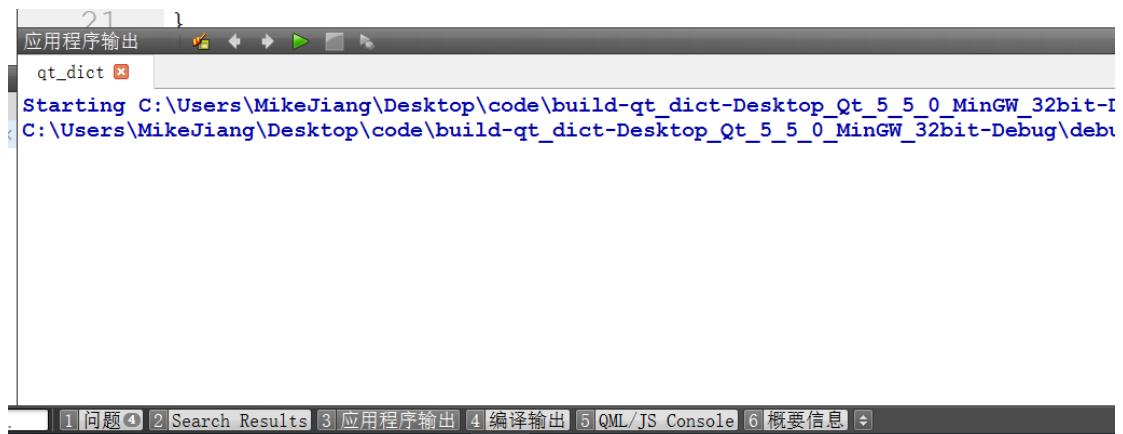 21 }
应用程序输出
qt_dict
Starting C:\Users\MikeJiang\Desktop\code\build-qt_dict-Desktop_Qt_5_5_0_MinGW_32bit-D
C:\Users\MikeJiang\Desktop\code\build-qt_dict-Desktop_Qt_5_5_0_MinGW_32bit-Debug\debu
1 问题 4 2 Search Results 3 应用程序输出 4 编译输出 5 QML/JS Console 6 概要信息